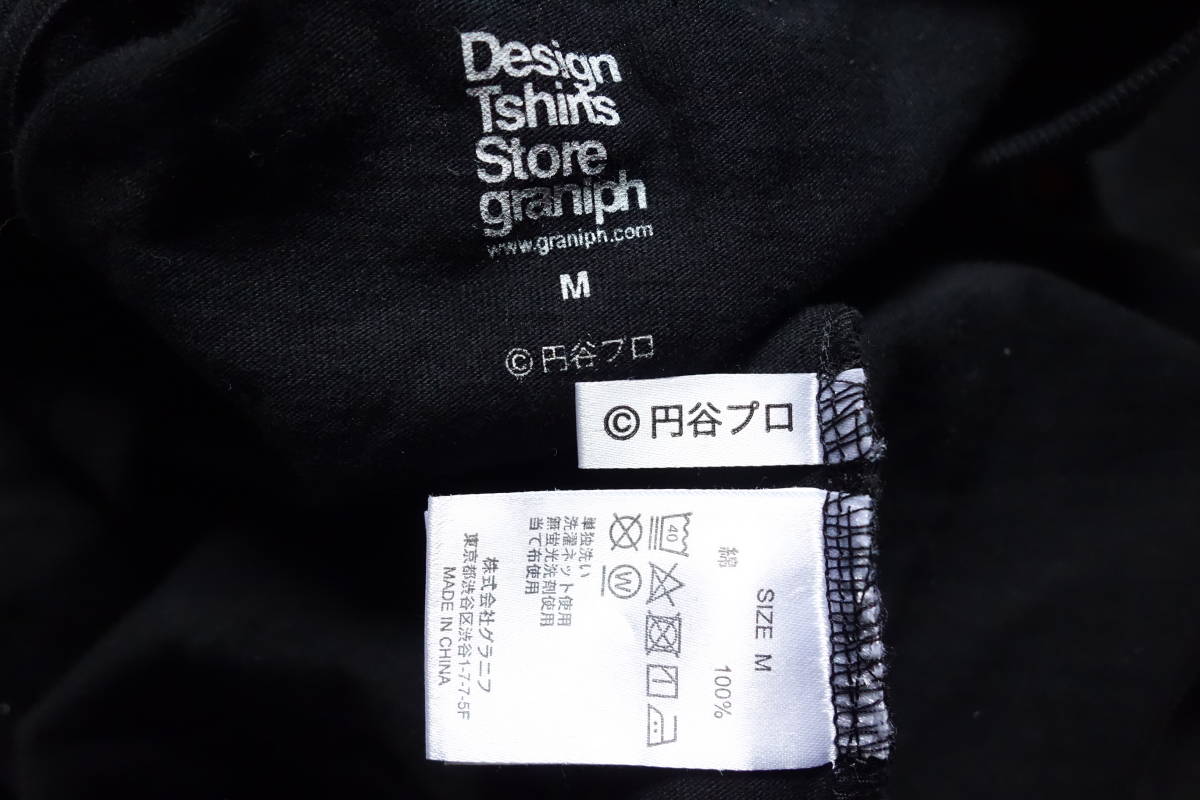 Design
Tshirts
Store
graniph
www.graniph.com
M
© 円谷プロ
© 円谷プロ
SIZE M
綿 100%
40
W
単独洗い
洗濯ネット使用
無蛍光洗剤使用
当て布使用
株式会社グラニフ
東京都渋谷区渋谷1-7-7-5F
MADE IN CHINA